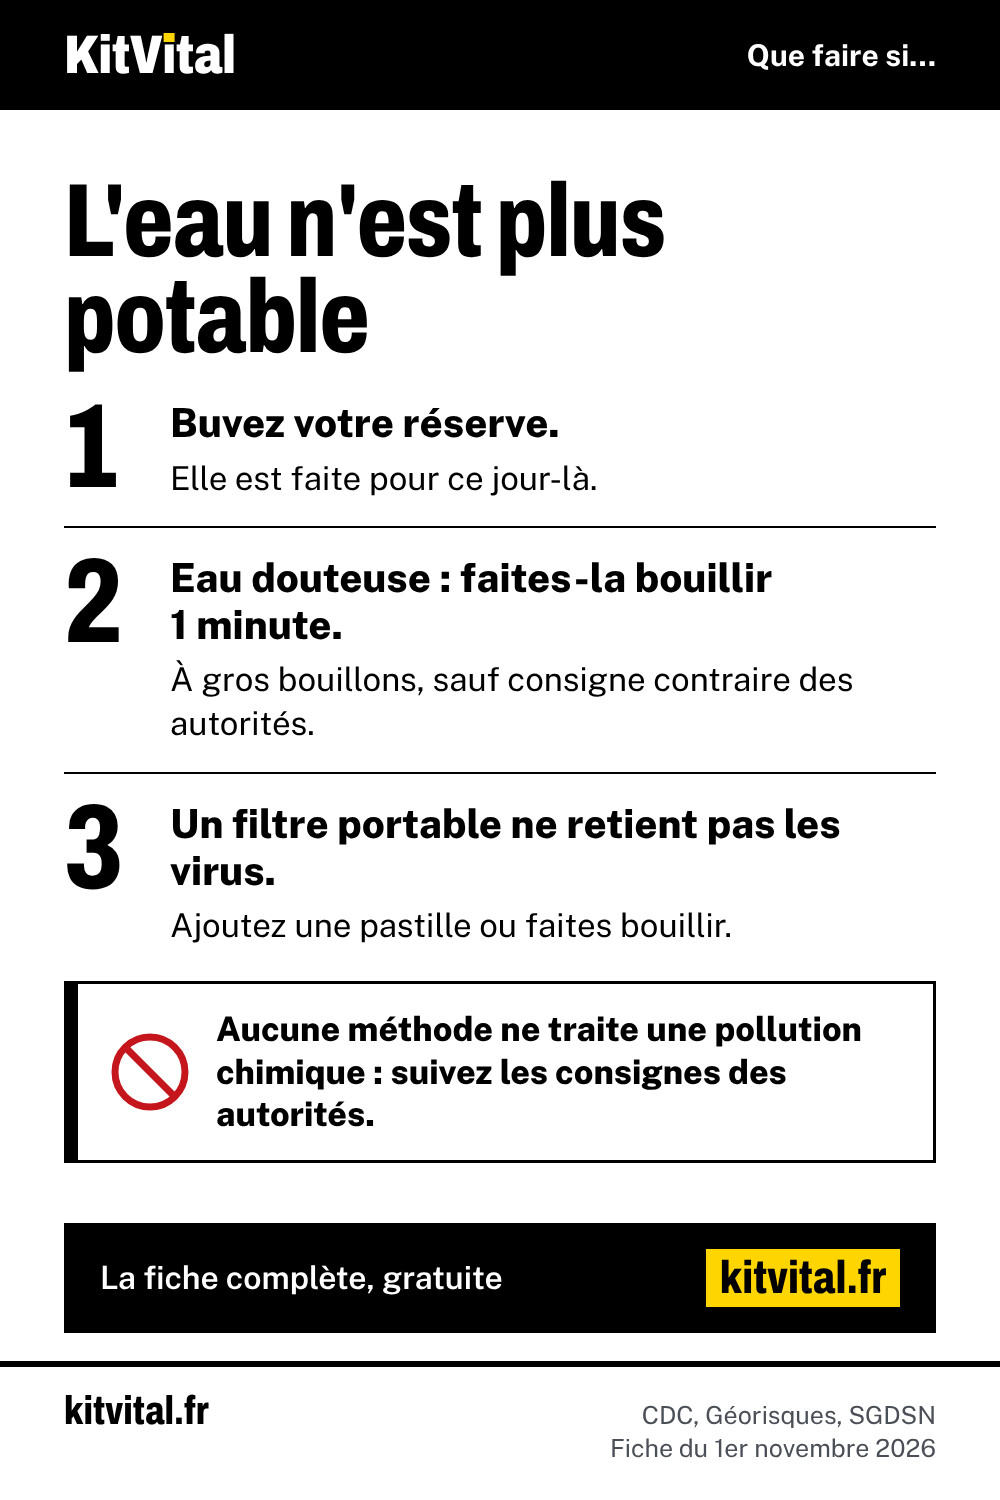 KitVital
Que faire si...
L'eau n'est plus
potable
1
Buvez votre réserve.
Elle est faite pour ce jour-là.
2
Eau douteuse : faites-la bouillir
1 minute.
À gros bouillons, sauf consigne contraire des
autorités.
3
Un filtre portable ne retient pas les
virus.
Ajoutez une pastille ou faites bouillir.
Aucune méthode ne traite une pollution
chimique : suivez les consignes des
autorités.
La fiche complète, gratuite
kitvital.fr
kitvital.fr
CDC, Géorisques, SGDSN
Fiche du 1er novembre 2026